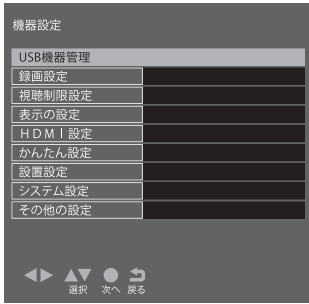 機器設定
USB機器管理
録画設定
視聴制限設定
表示の設定
ＨＤＭＩ設定
かんたん設定
設置設定
システム設定
その他の設定
選択 次へ 戻る